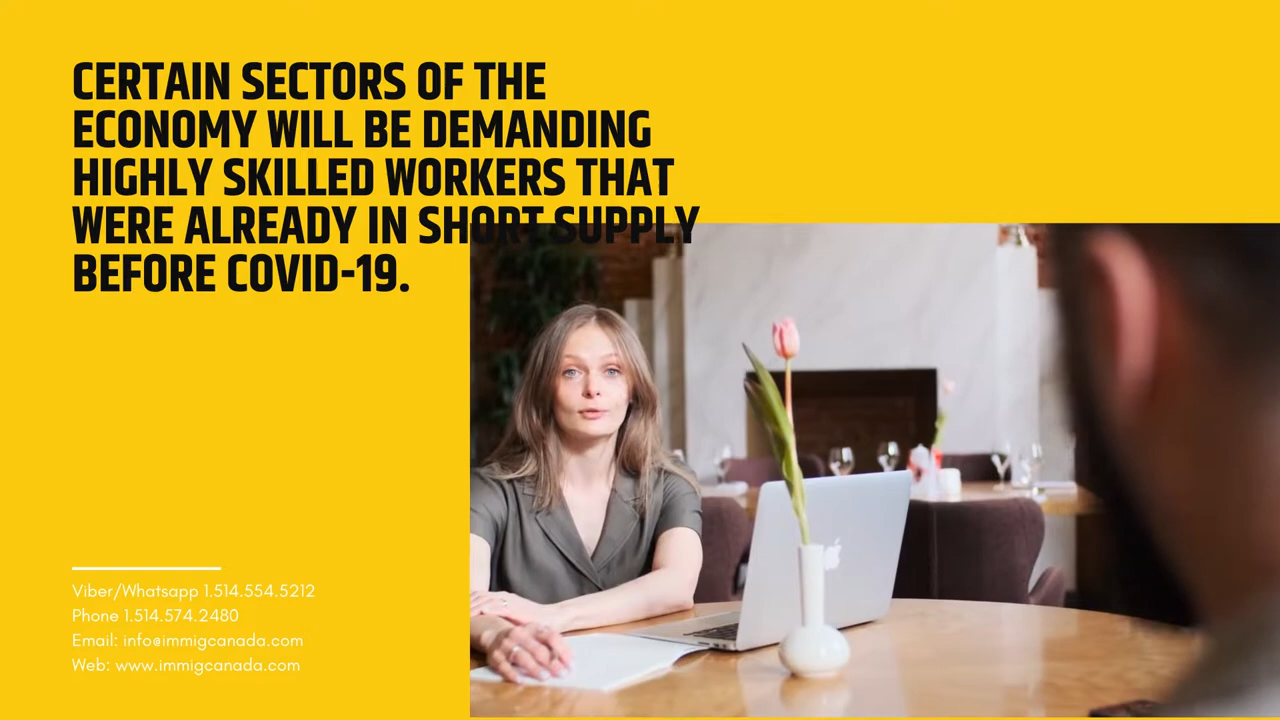 CERTAIN SECTORS OF THE
ECONOMY WILL BE DEMANDING
HIGHLY SKILLED WORKERS THAT
WERE ALREADY IN SHORT SUPPLY
BEFORE COVID-19.
Viber/Whatsapp 1.514.554.5212
Phone 1.514.574.2480
Email: info@immigcanada.com
Web: www.immigcanada.com